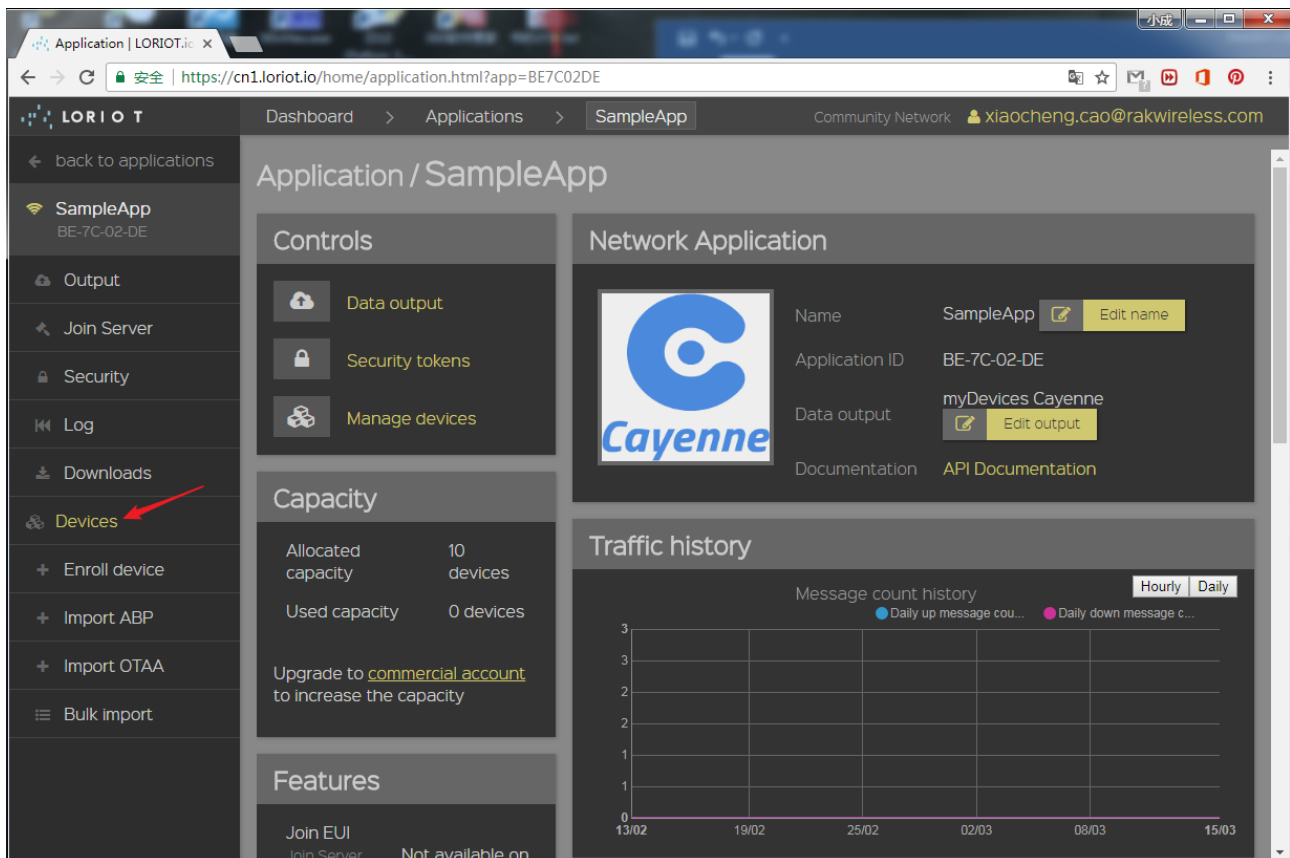 小成
Application | LORIOT.ic
安全 | https://cn1.loriot.io/home/application.html?app=BE7C02DE
LORIOT
Dashboard > Applications > SampleApp
Community Network xiaocheng.cao@rakwireless.com
back to applications
SampleApp
BE-7C-02-DE
Output
Join Server
Security
Log
Downloads
Devices
Enroll device
Import ABP
Import OTAA
Bulk import
Application / SampleApp
Controls
Data output
Security tokens
Manage devices
Capacity
Allocated capacity 10 devices
Used capacity 0 devices
Upgrade to commercial account
to increase the capacity
Features
Join EUI
Join Server Not available on
Network Application
Cayenne
Name SampleApp Edit name
Application ID BE-7C-02-DE
Data output myDevices Cayenne
Edit output
Documentation API Documentation
Traffic history
Hourly Daily
Message count history
Daily up message cou... Daily down message c...
3
3
2
2
1
1
0
13/02 19/02 25/02 02/03 08/03 15/03